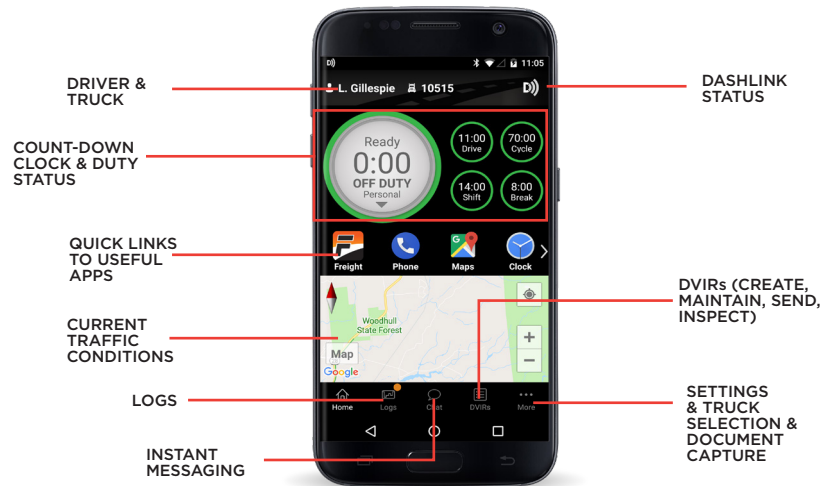 DRIVER &
TRUCK
COUNT-DOWN
CLOCK & DUTY
STATUS
QUICK LINKS
TO USEFUL
APPS
CURRENT
TRAFFIC
CONDITIONS
LOGS
INSTANT
MESSAGING
D))
11:05
L. Gillespie 10515 D))
Ready
0:00
OFF DUTY
Personal
11:00
Drive
70:00
Cycle
14:00
Shift
8:00
Break
Freight Phone Maps Clock
Woodhull
State Forest
+
−
Map
Google
Home Logs Chat DVIRs More
DASHLINK
STATUS
DVIRs (CREATE,
MAINTAIN, SEND,
INSPECT)
SETTINGS
& TRUCK
SELECTION &
DOCUMENT
CAPTURE